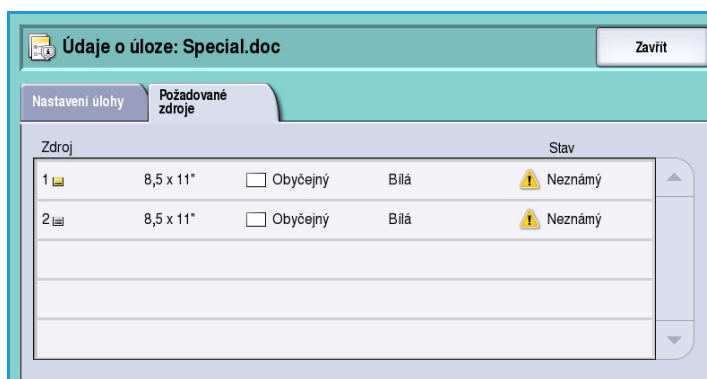 Údaje o úloze: Special.doc
Zavřít
Nastavení úlohy
Požadované
zdroje
Zdroj Stav
1 8,5 x 11" Obyčejný Bílá Neznámý
2 8,5 x 11" Obyčejný Bílá Neznámý